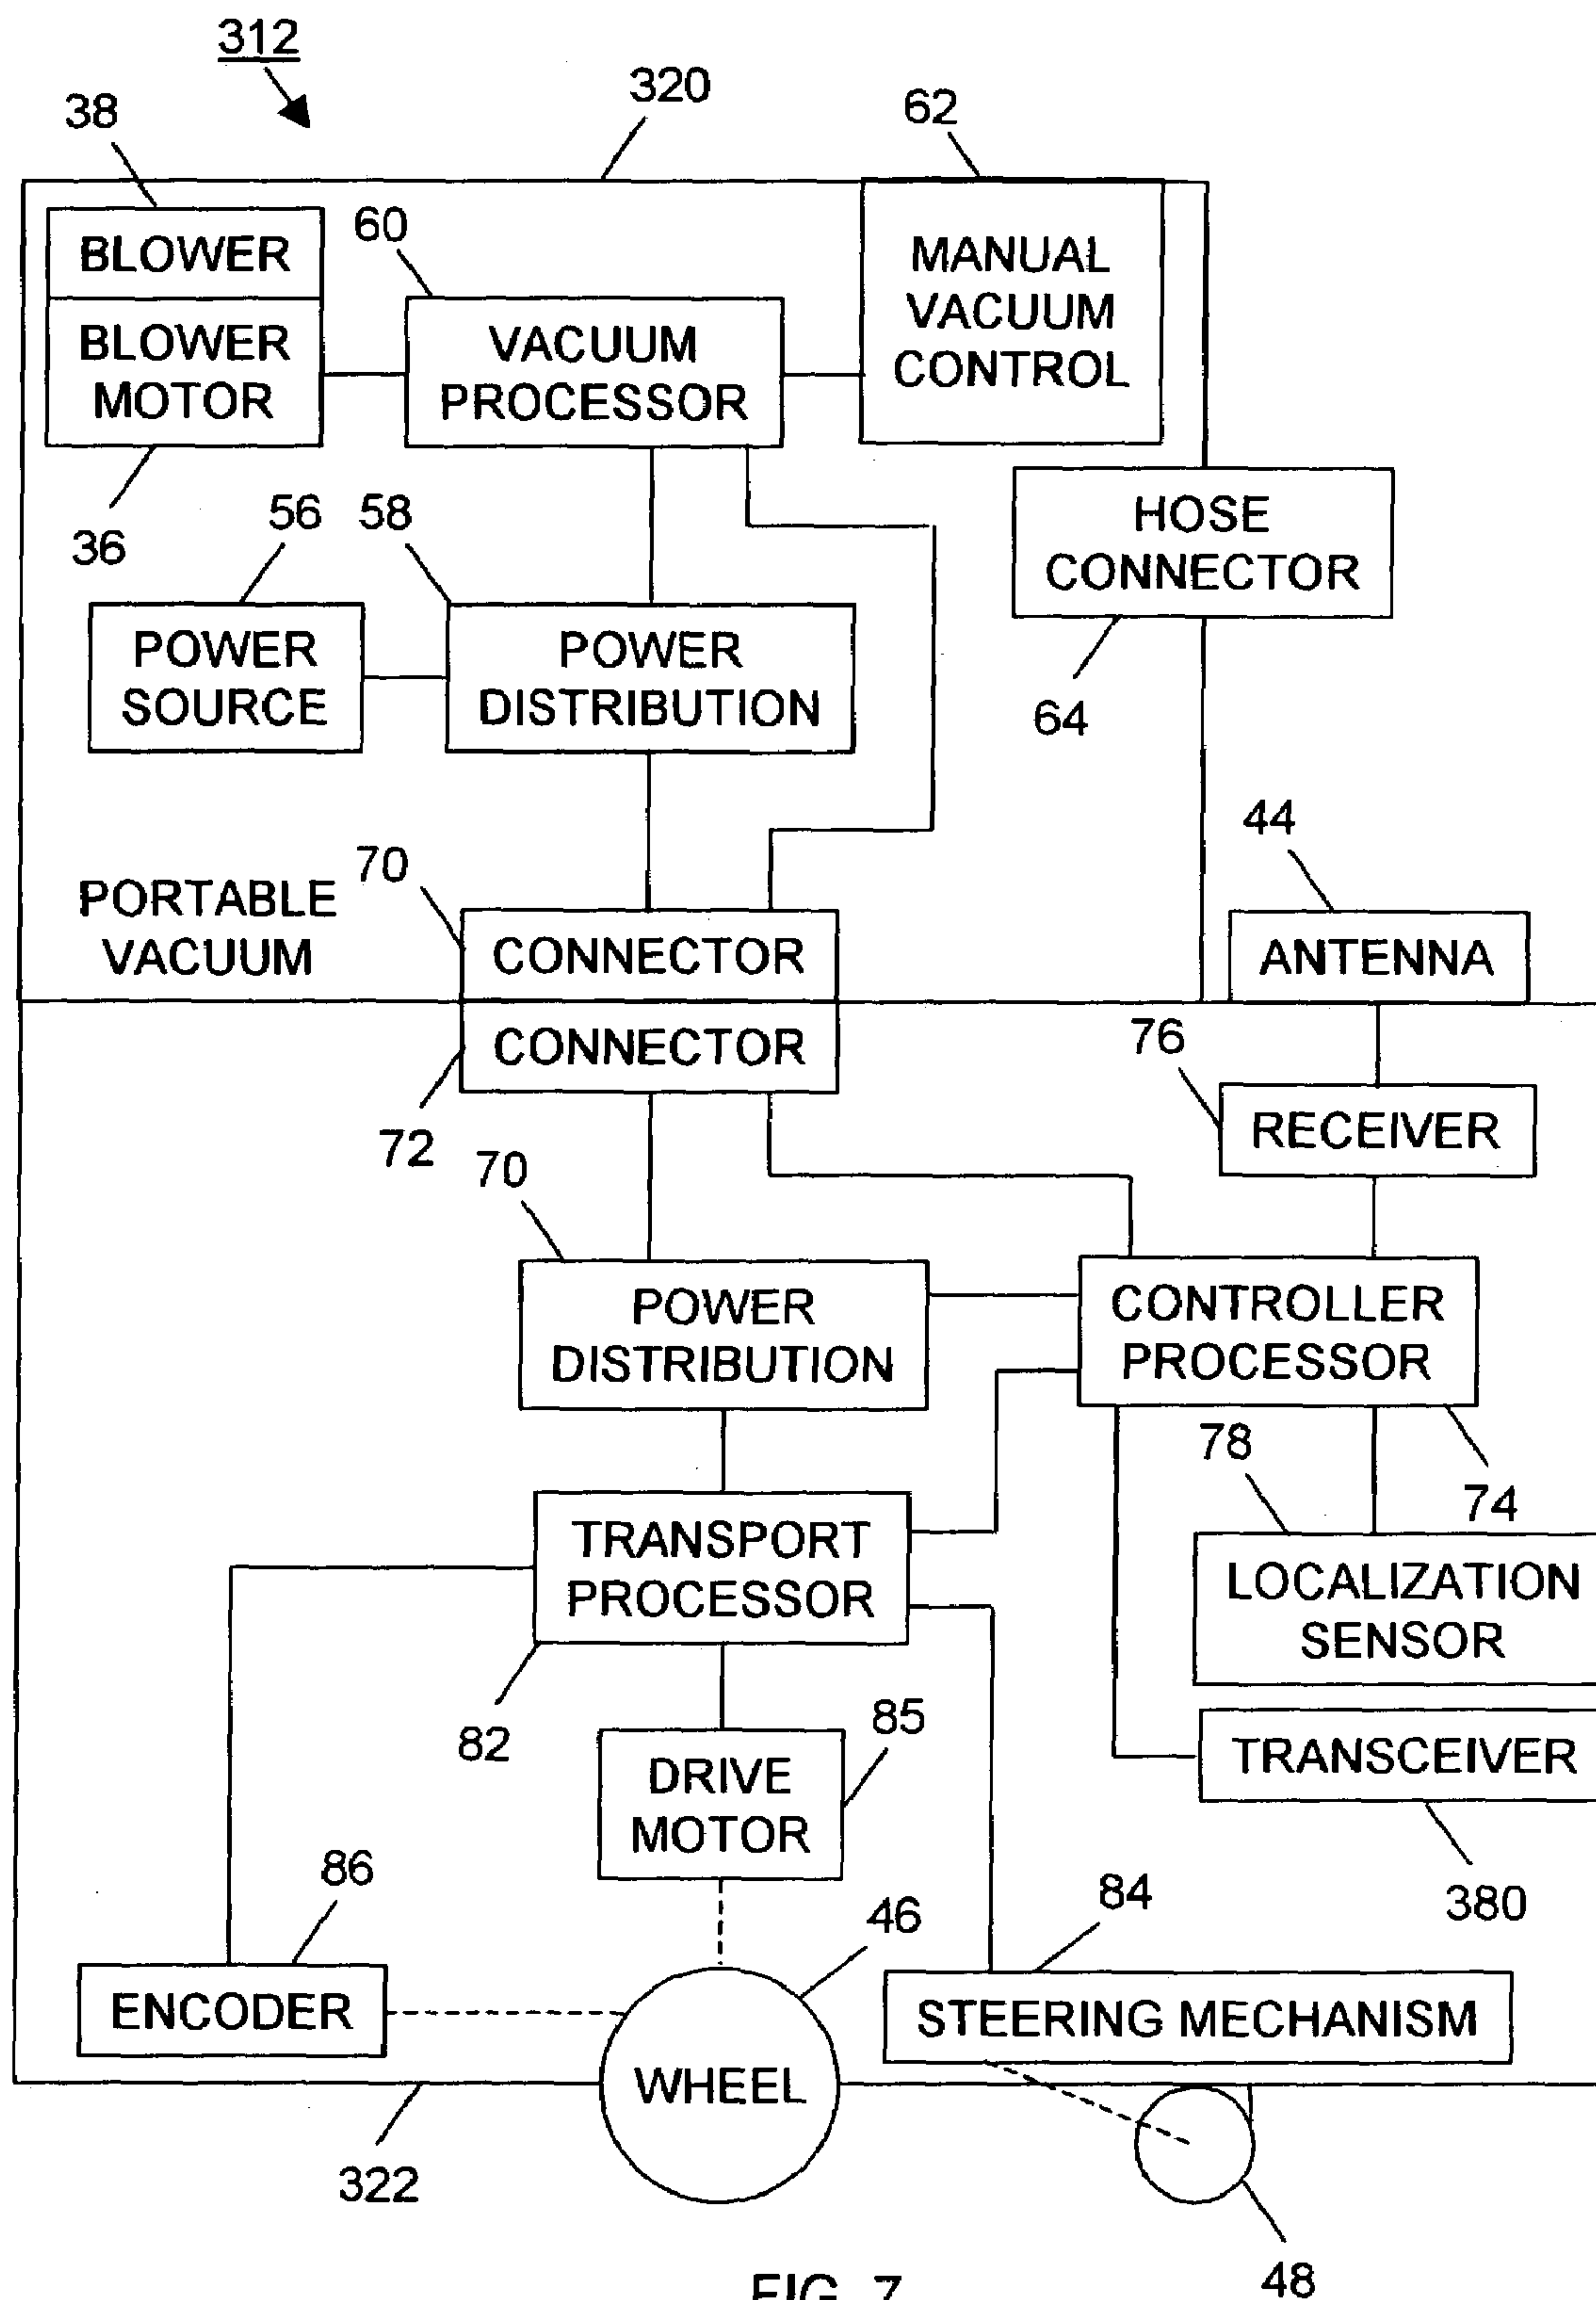 312
320
62
38
60
BLOWER
MANUAL
VACUUM
CONTROL
BLOWER
MOTOR
VACUUM
PROCESSOR
36
56
58
HOSE
CONNECTOR
POWER
SOURCE
POWER
DISTRIBUTION
64
44
70
PORTABLE
VACUUM
CONNECTOR
ANTENNA
CONNECTOR
76
72
RECEIVER
70
POWER
DISTRIBUTION
CONTROLLER
PROCESSOR
78
74
TRANSPORT
PROCESSOR
LOCALIZATION
SENSOR
82
85
DRIVE
MOTOR
TRANSCEIVER
86
46
84
380
ENCODER
STEERING MECHANISM
WHEEL
322
48
FIG. 7